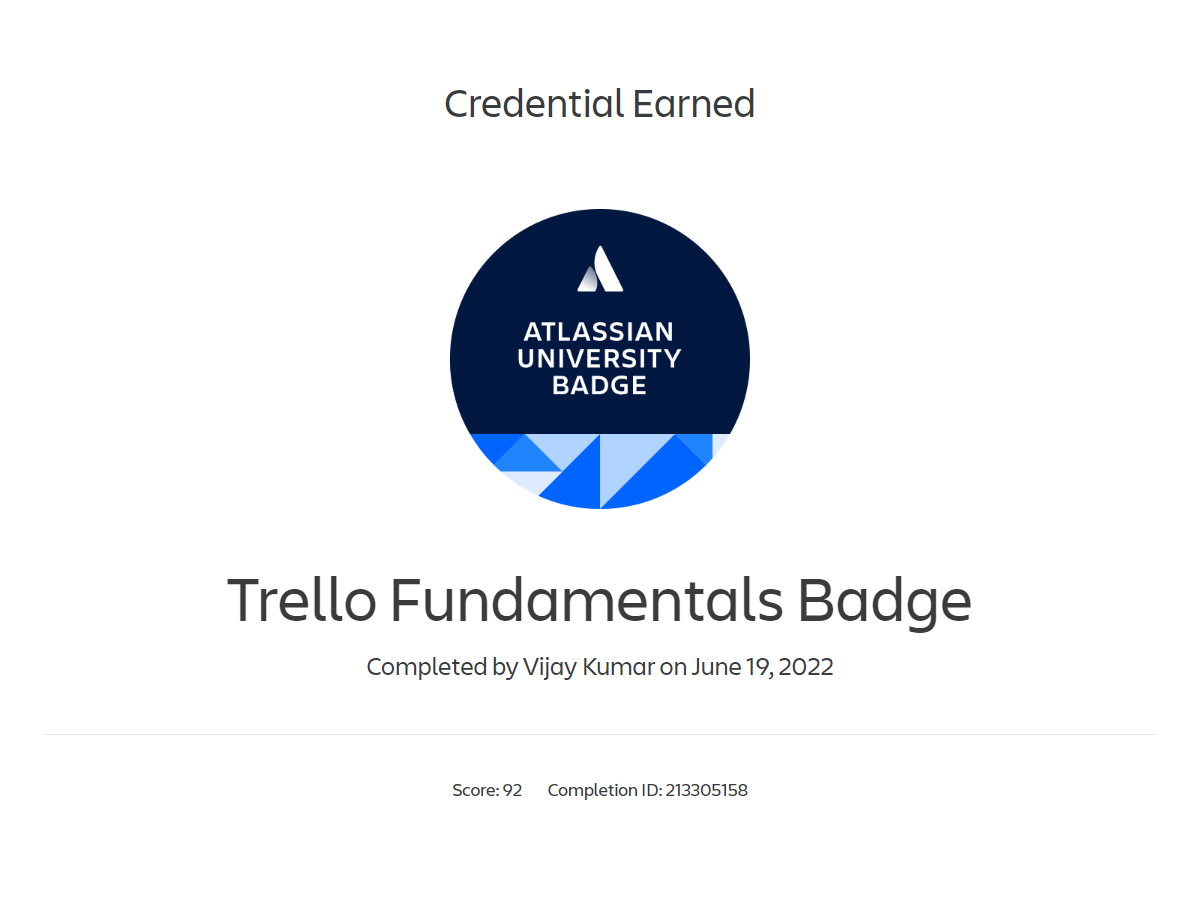 Credential Earned
ATLASSIAN
UNIVERSITY
BADGE
Trello Fundamentals Badge
Completed by Vijay Kumar on June 19, 2022
Score: 92 Completion ID: 213305158